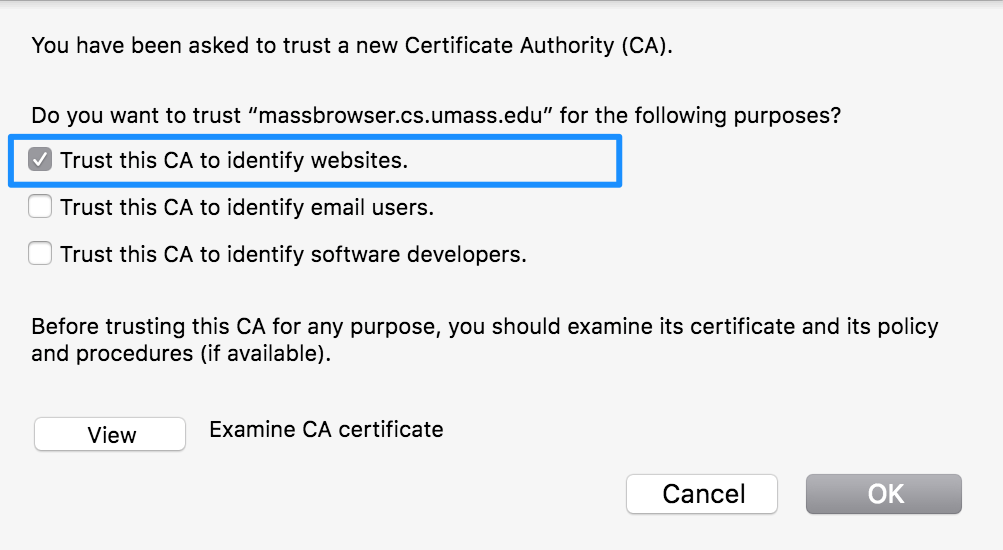 You have been asked to trust a new Certificate Authority (CA).
Do you want to trust “massbrowser.cs.umass.edu” for the following purposes?
Trust this CA to identify websites.
Trust this CA to identify email users.
Trust this CA to identify software developers.
Before trusting this CA for any purpose, you should examine its certificate and its policy
and procedures (if available).
View Examine CA certificate
Cancel OK